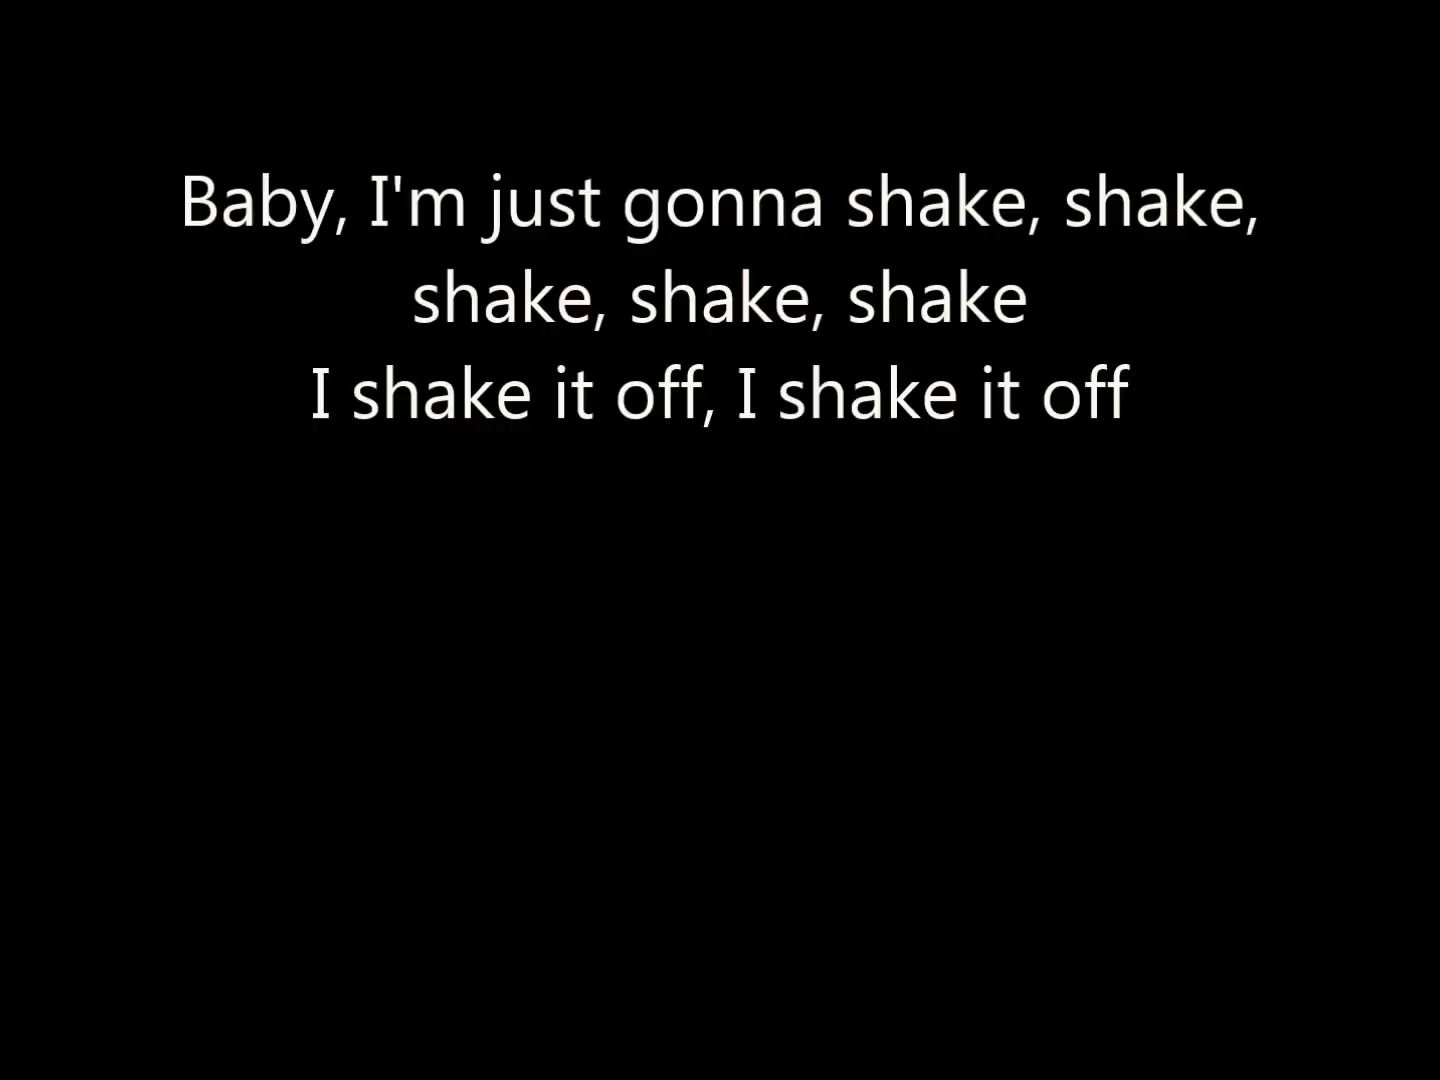 Baby, I'm just gonna shake, shake,
shake, shake, shake
I shake it off, I shake it off